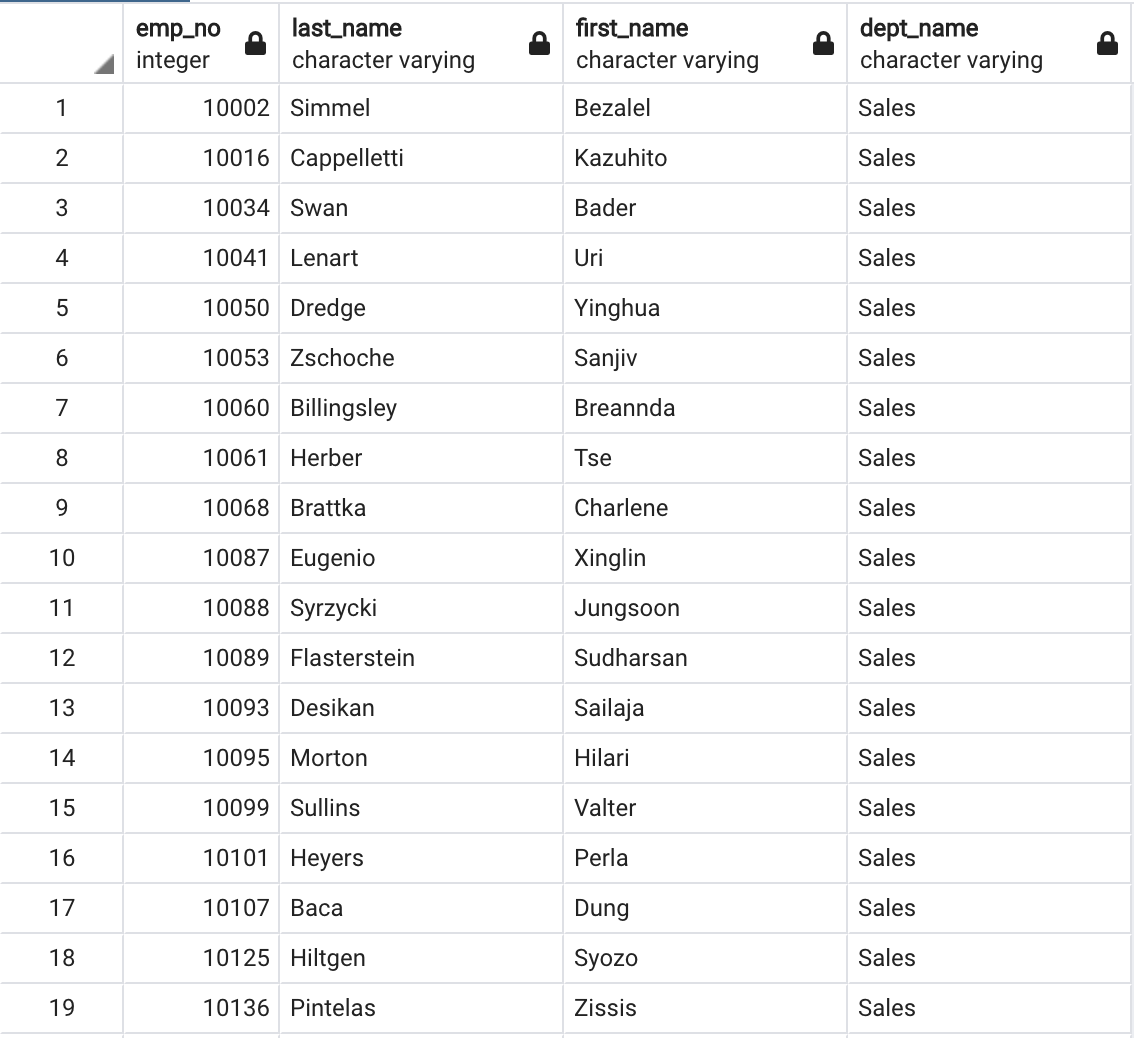 emp_no last_name first_name dept_name
integer character varying character varying character varying
1 10002 Simmel Bezalel Sales
2 10016 Cappelletti Kazuhito Sales
3 10034 Swan Bader Sales
4 10041 Lenart Uri Sales
5 10050 Dredge Yinghua Sales
6 10053 Zschoche Sanjiv Sales
7 10060 Billingsley Breannda Sales
8 10061 Herber Tse Sales
9 10068 Brattka Charlene Sales
10 10087 Eugenio Xinglin Sales
11 10088 Syrzycki Jungsoon Sales
12 10089 Flasterstein Sudharsan Sales
13 10093 Desikan Sailaja Sales
14 10095 Morton Hilari Sales
15 10099 Sullins Valter Sales
16 10101 Heyers Perla Sales
17 10107 Baca Dung Sales
18 10125 Hiltgen Syozo Sales
19 10136 Pintelas Zissis Sales